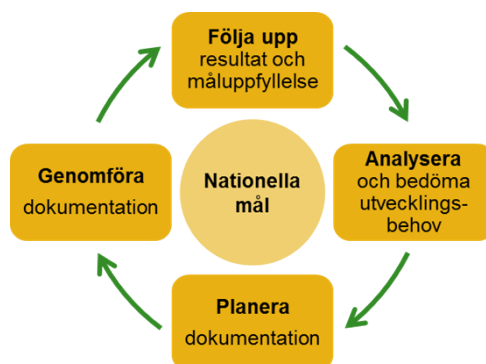 Följa upp
resultat och
måluppfyllelse
Genomföra
dokumentation
Nationella
mål
Analysera
och bedöma
utvecklings-
behov
Planera
dokumentation